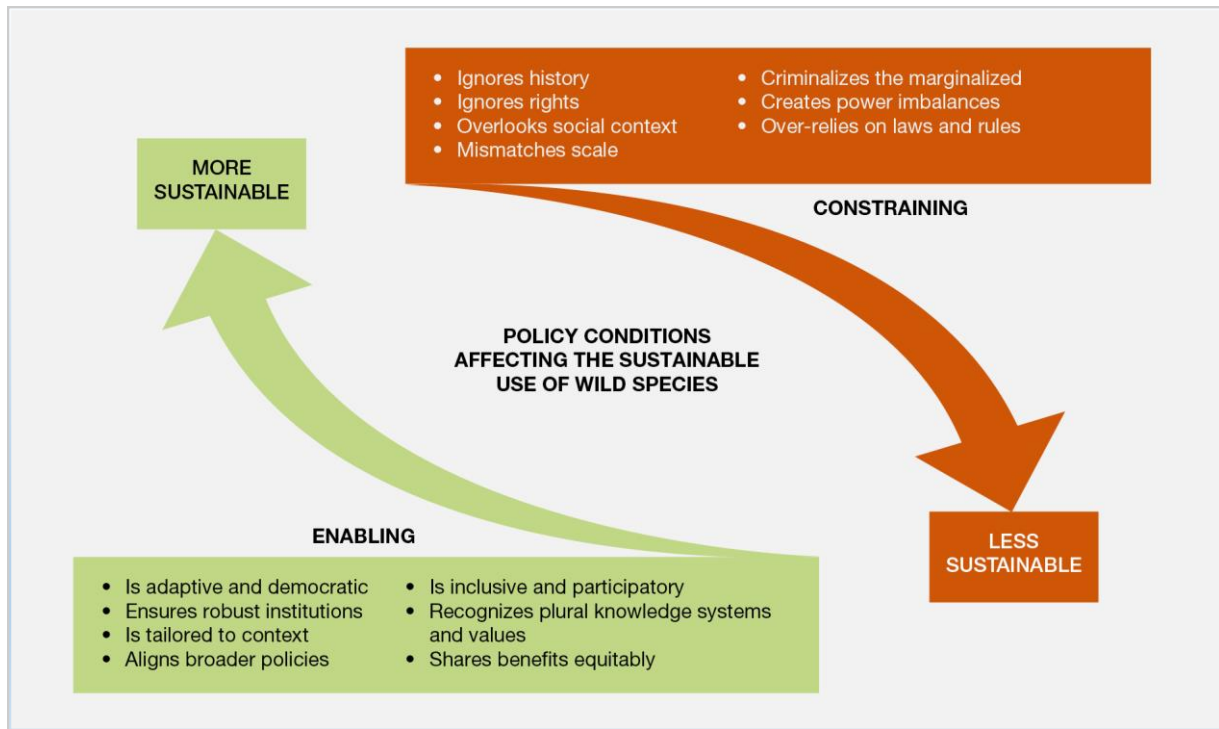 • Ignores history
• Ignores rights
• Overlooks social context
• Mismatches scale
• Criminalizes the marginalized
• Creates power imbalances
• Over-relies on laws and rules
MORE
SUSTAINABLE
CONSTRAINING
POLICY CONDITIONS
AFFECTING THE SUSTAINABLE
USE OF WILD SPECIES
ENABLING
LESS
SUSTAINABLE
• Is adaptive and democratic
• Ensures robust institutions
• Is tailored to context
• Aligns broader policies
• Is inclusive and participatory
• Recognizes plural knowledge systems
and values
• Shares benefits equitably